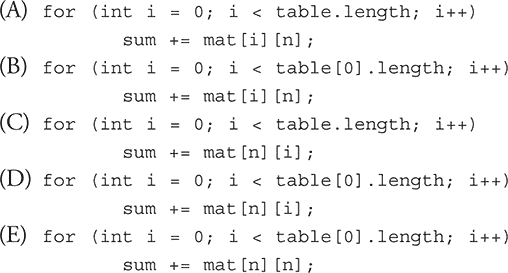 (A) for (int i = 0; i < table.length; i++)
sum += mat[i][n];
(B) for (int i = 0; i < table[0].length; i++)
sum += mat[i][n];
(C) for (int i = 0; i < table.length; i++)
sum += mat[n][i];
(D) for (int i = 0; i < table[0].length; i++)
sum += mat[n][i];
(E) for (int i = 0; i < table[0].length; i++)
sum += mat[n][n];